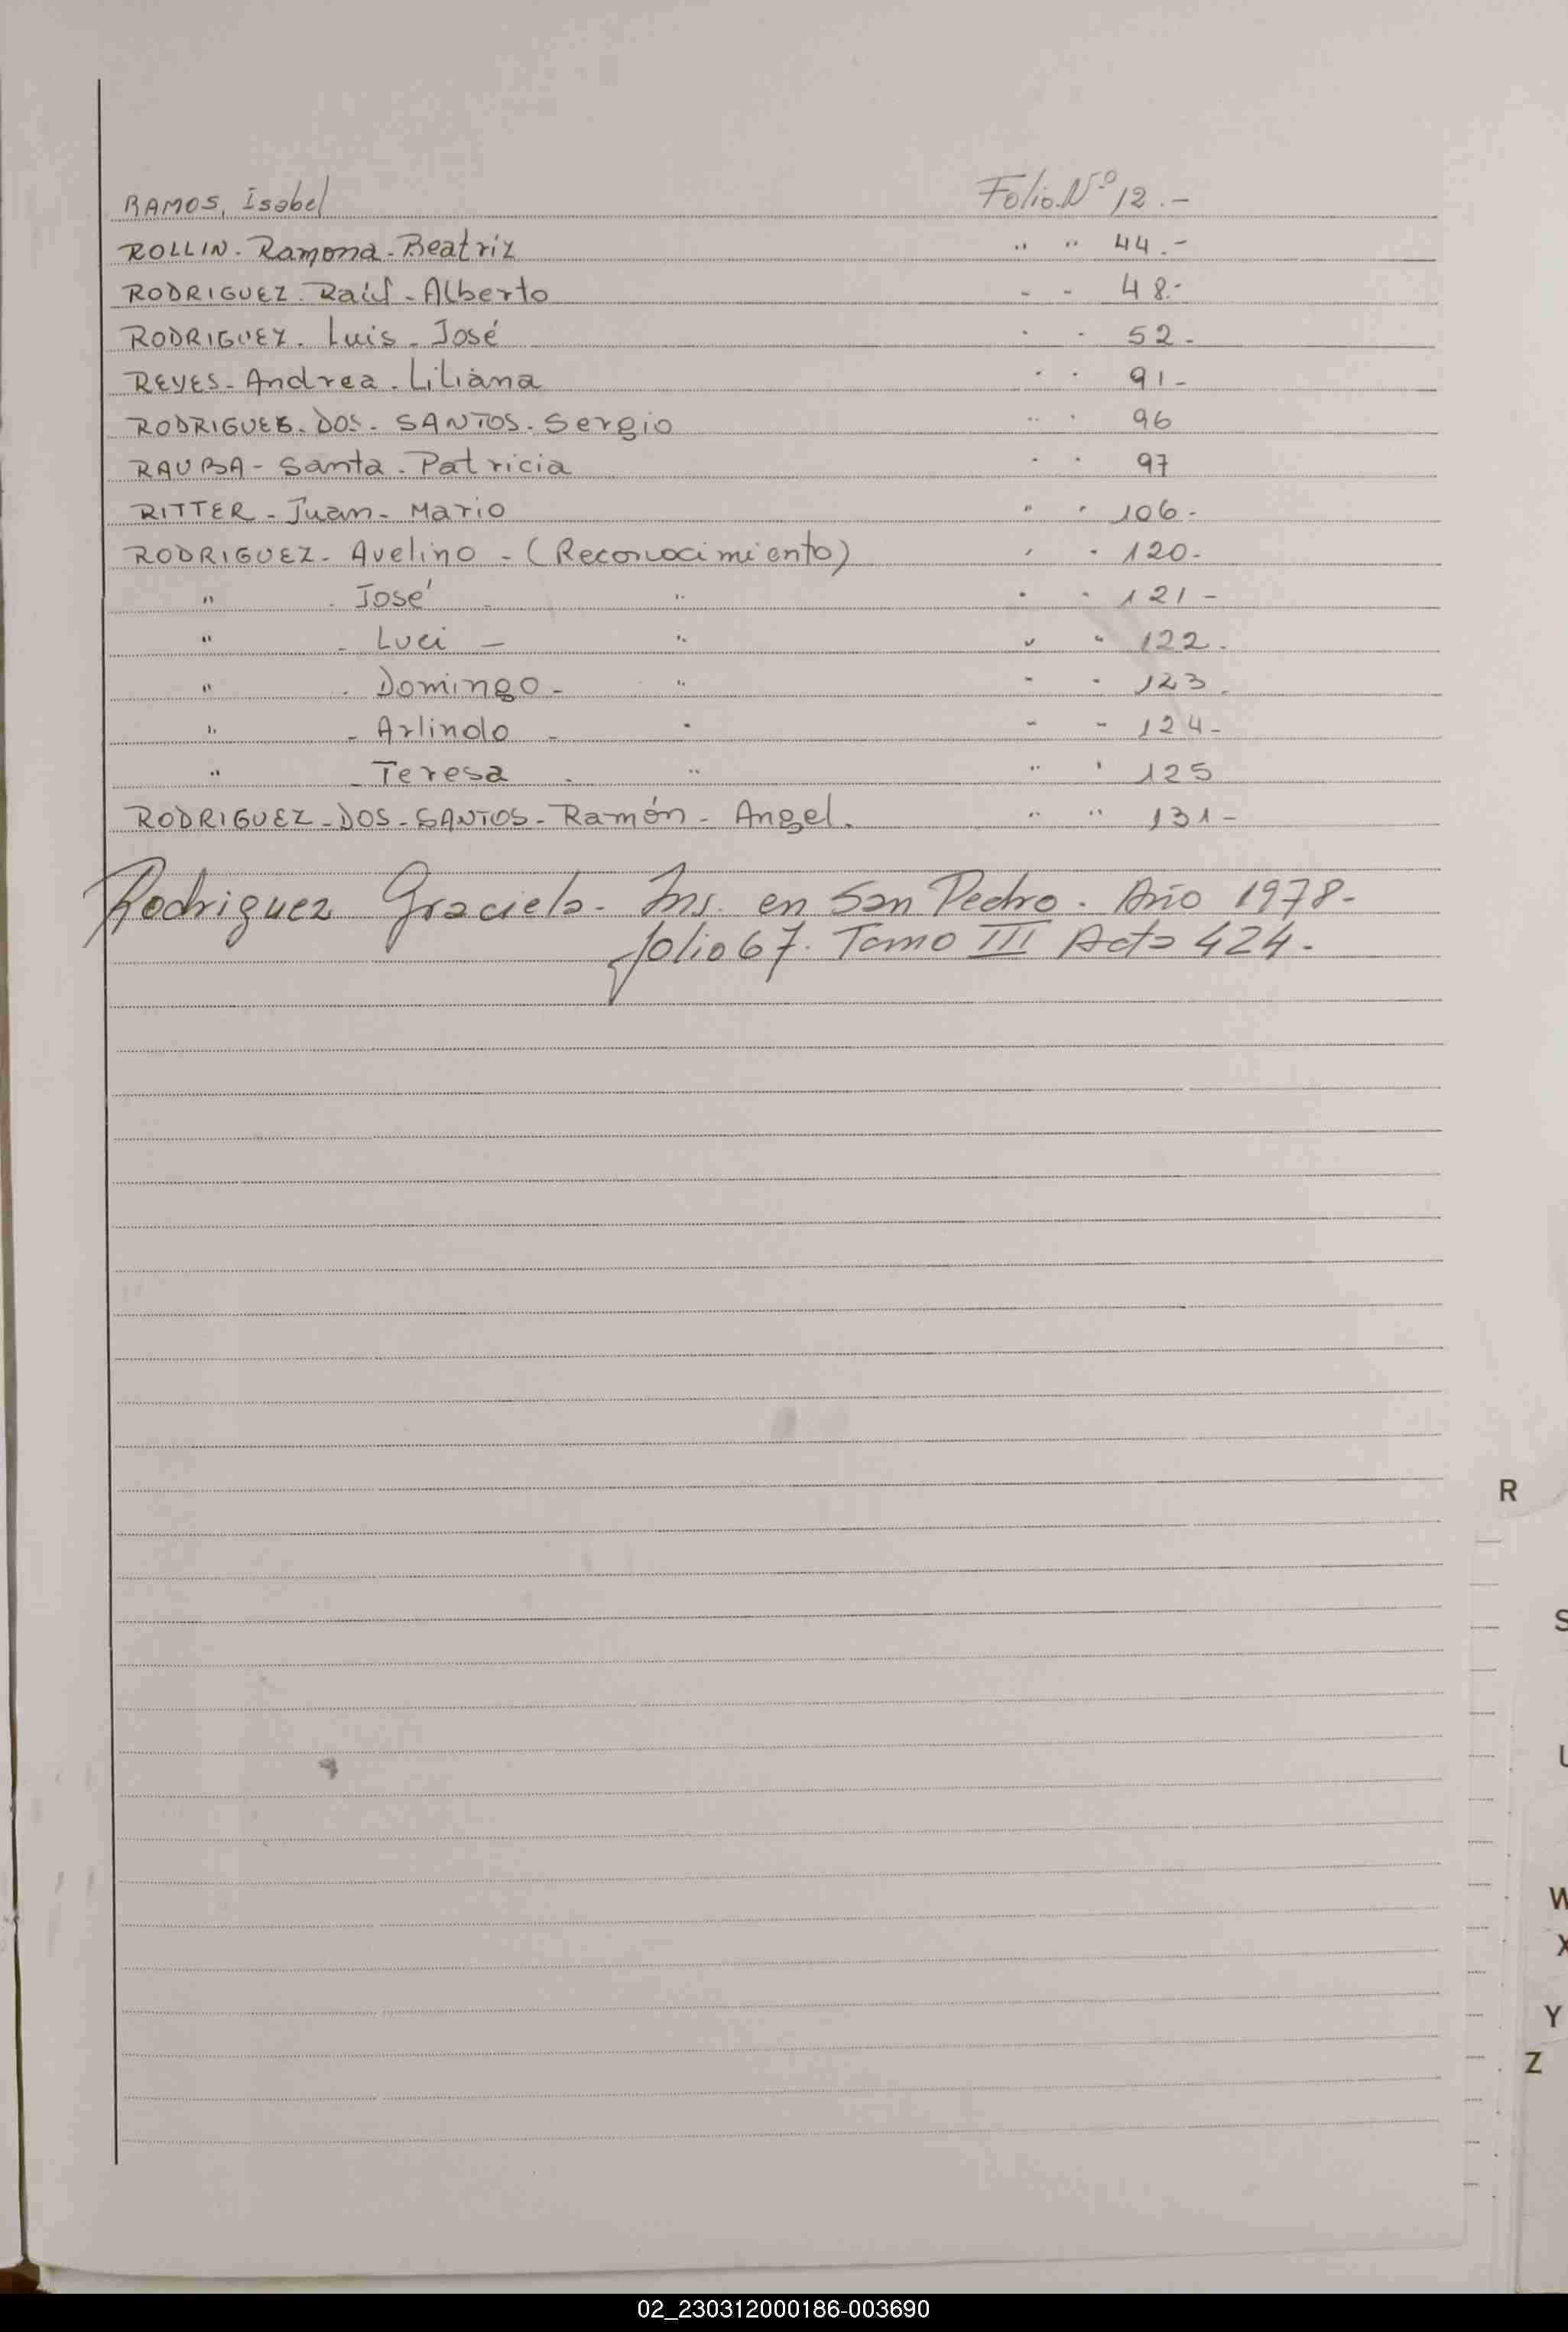 RAMOS, Isabel Folio Nº 12.-
ROLLIN - Ramona - Beatriz " " 44.-
RODRIGUEZ. Raúl - Alberto - - 48.-
RODRIGUEZ. Luis - José " " 52-
REYES - Andrea - Liliana " " 91-
RODRIGUES - DOS - SANTOS - Sergio " " 96
RAUBA - Santa - Patricia " " 97
RITTER - Juan - Mario " " 106-
RODRIGUEZ - Avelino - (Reconocimiento) " " 120-
" - José - " " " 121-
" - Luci - " " " 122-
" - Domingo - " " " 123-
" - Arlindo - " " " 124-
" - Teresa - " " " 125
RODRIGUEZ - DOS - SANTOS - Ramón - Angel. " " 131-
Rodriguez Graciela - Ins. en San Pedro - Año 1978-
folio 67. Tomo III Acta 424-
R
S
U
W
X
Y
Z
02_230312000186-003690